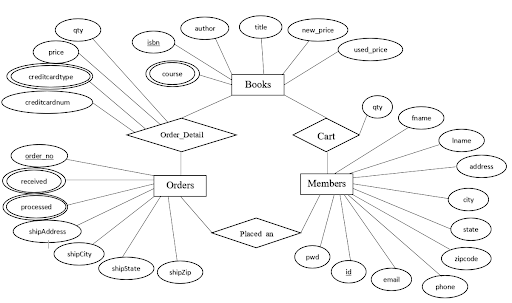 qty
price
creditcardtype
creditcardnum
isbn
author
title
new_price
used_price
course
Books
Order_Detail
Cart
qty
fname
lname
address
city
state
zipcode
phone
email
id
pwd
Members
order_no
received
processed
shipAddress
shipCity
shipState
shipZip
Orders
Placed an